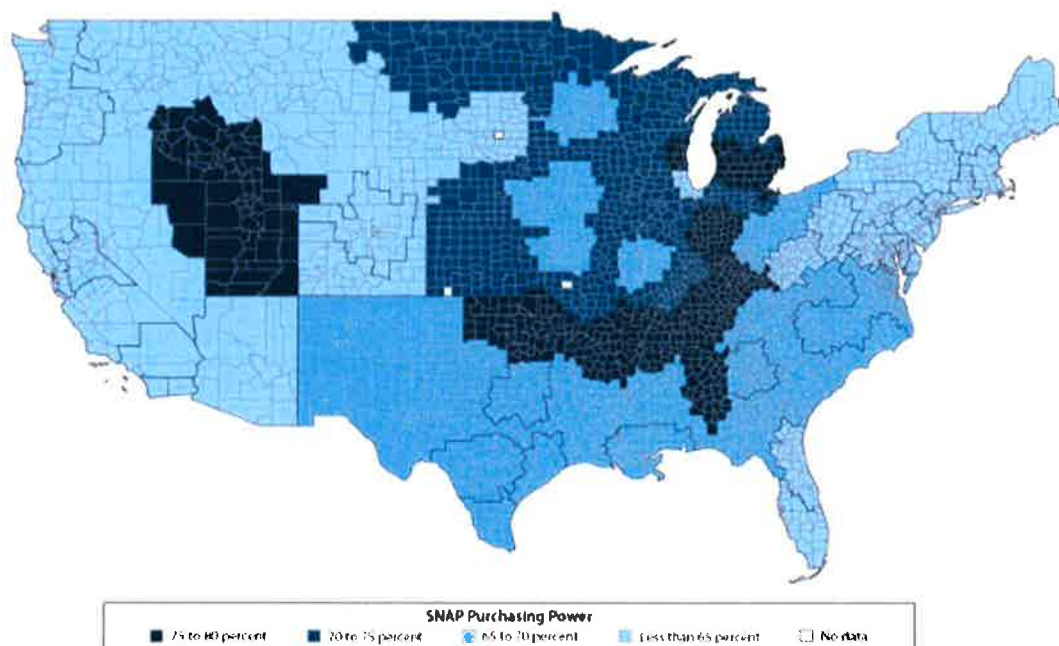 SNAP Purchasing Power
75 to 80 percent 70 to 75 percent 65 to 70 percent Less than 65 percent No data